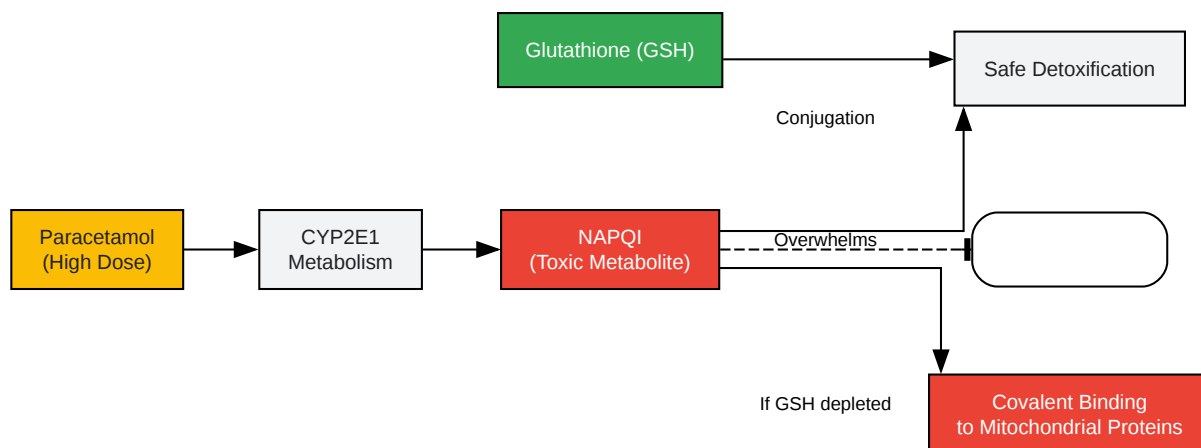 Glutathione (GSH)
Safe Detoxification
Conjugation
Paracetamol
(High Dose)
CYP2E1
Metabolism
NAPQI
(Toxic Metabolite)
Overwhelms
If GSH depleted
Covalent Binding
to Mitochondrial Proteins